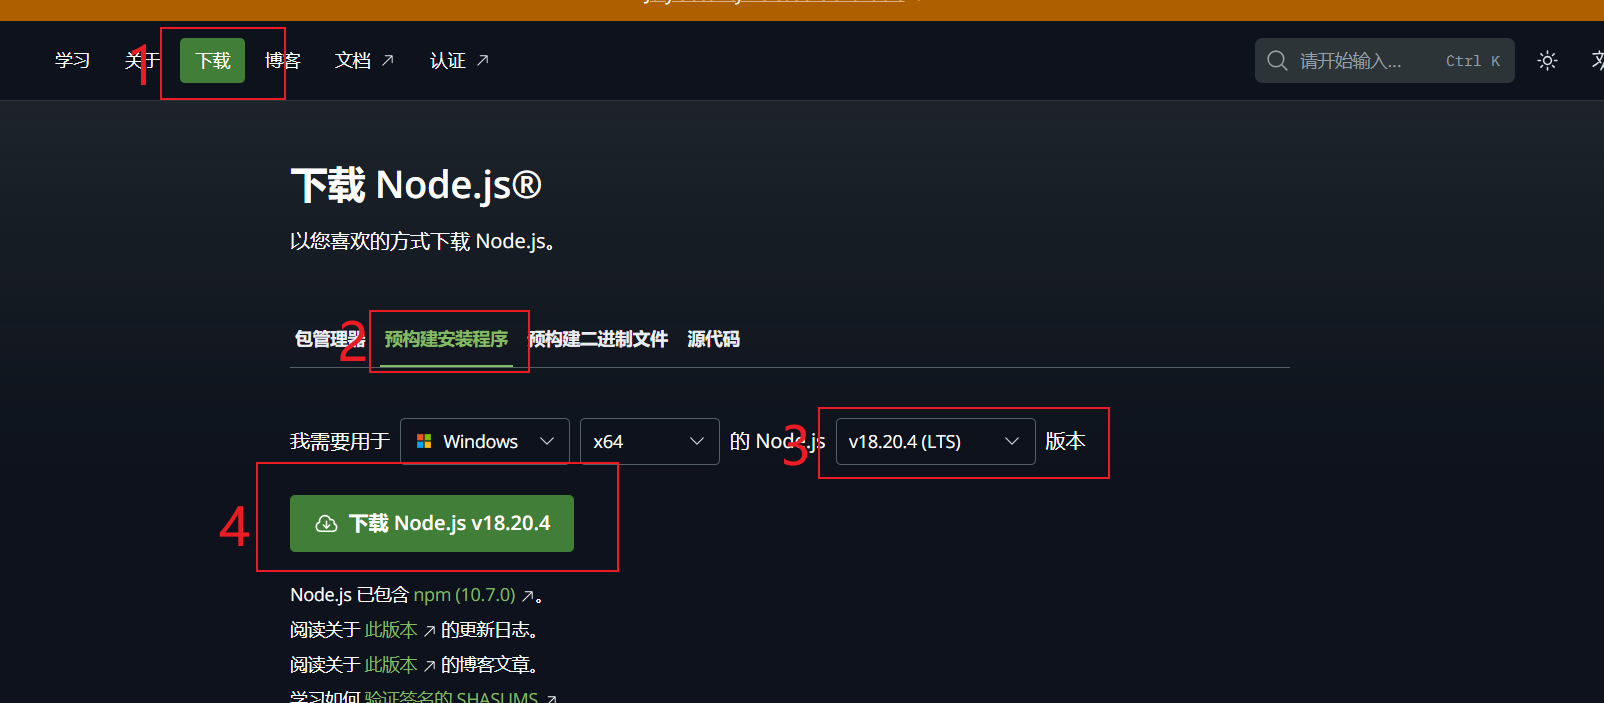 学习 关于 下载 博客 文档 认证 请开始输入... Ctrl K
1
下载 Node.js®
以您喜欢的方式下载 Node.js。
包管理器 预构建安装程序 预构建二进制文件 源代码
2
我需要用于 Windows x64 的 Node.js v18.20.4 (LTS) 版本
3
4
下载 Node.js v18.20.4
Node.js 已包含 npm (10.7.0) ↗。
阅读关于 此版本 ↗ 的更新日志。
阅读关于 此版本 ↗ 的博客文章。
学习如何 验证签名的 SHASUMS ↗